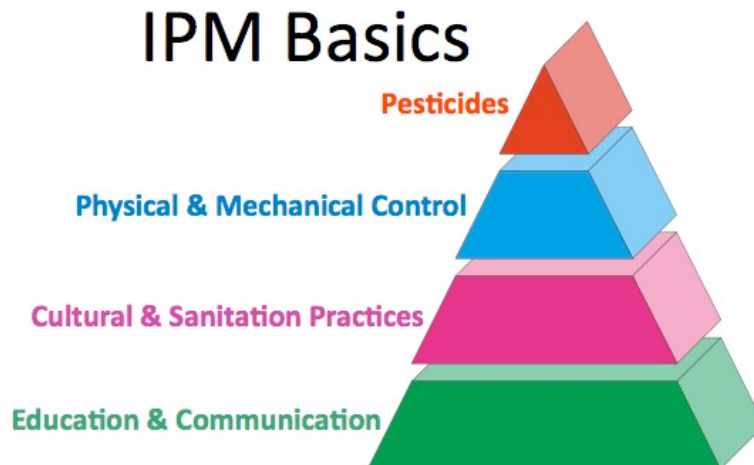 IPM Basics
Pesticides
Physical & Mechanical Control
Cultural & Sanitation Practices
Education & Communication